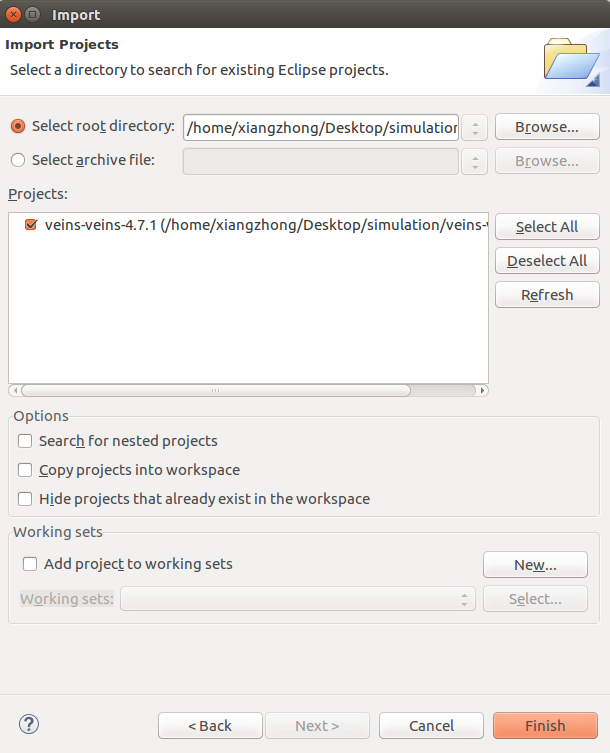 Import
Import Projects
Select a directory to search for existing Eclipse projects.
Select root directory: /home/xiangzhong/Desktop/simulation Browse...
Select archive file: Browse...
Projects:
veins-veins-4.7.1 (/home/xiangzhong/Desktop/simulation/veins-v
Select All
Deselect All
Refresh
Options
Search for nested projects
Copy projects into workspace
Hide projects that already exist in the workspace
Working sets
Add project to working sets New...
Working sets: Select...
? < Back Next > Cancel Finish